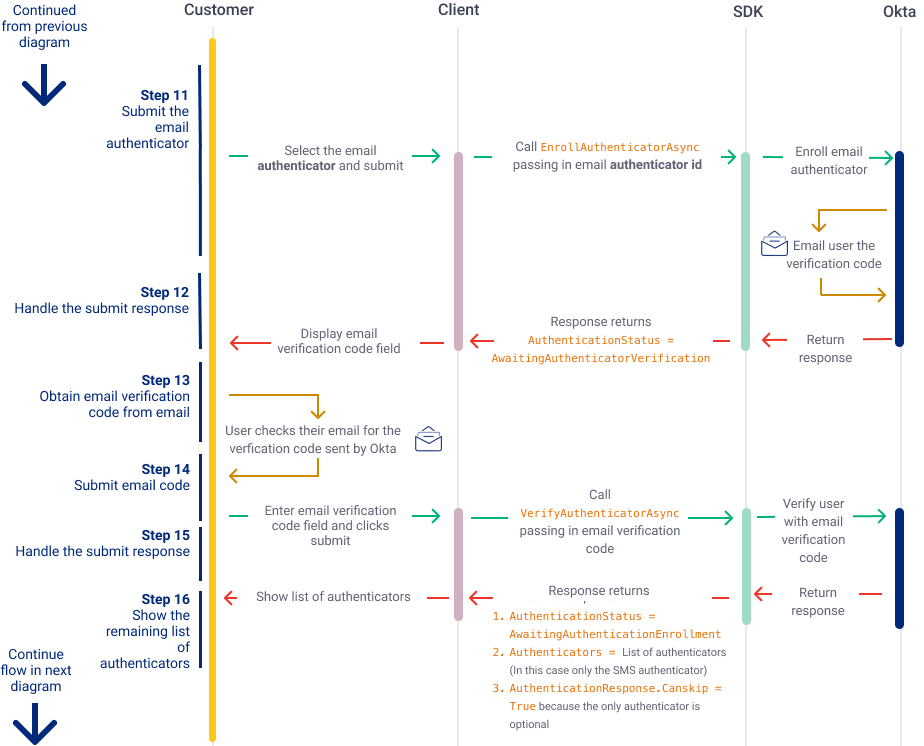 Continued
from previous
diagram
Customer
Client
SDK
Okta
Step 11
Submit the
email
authenticator
Select the email
authenticator and submit
Call EnrollAuthenticatorAsync
passing in email authenticator id
Enroll email
authenticator
Email user the
verification code
Step 12
Handle the submit response
Display email
verification code field
Response returns
AuthenticationStatus =
AwaitingAuthenticatorVerification
Return
response
Step 13
Obtain email verification
code from email
User checks their email for the
verfication code sent by Okta
Step 14
Submit email code
Enter email verification
code field and clicks
submit
Call
VerifyAuthenticatorAsync
passing in email verification
code
Verify user
with email
verification
code
Step 15
Handle the submit response
Step 16
Show the
remaining list
of
authenticators
Show list of authenticators
Response returns
1. AuthenticationStatus =
AwaitingAuthenticationEnrollment
2. Authenticators = List of authenticators
(In this case only the SMS authenticator)
3. AuthenticationResponse.Canskip =
True because the only authenticator is
optional
Return
response
Continue
flow in next
diagram